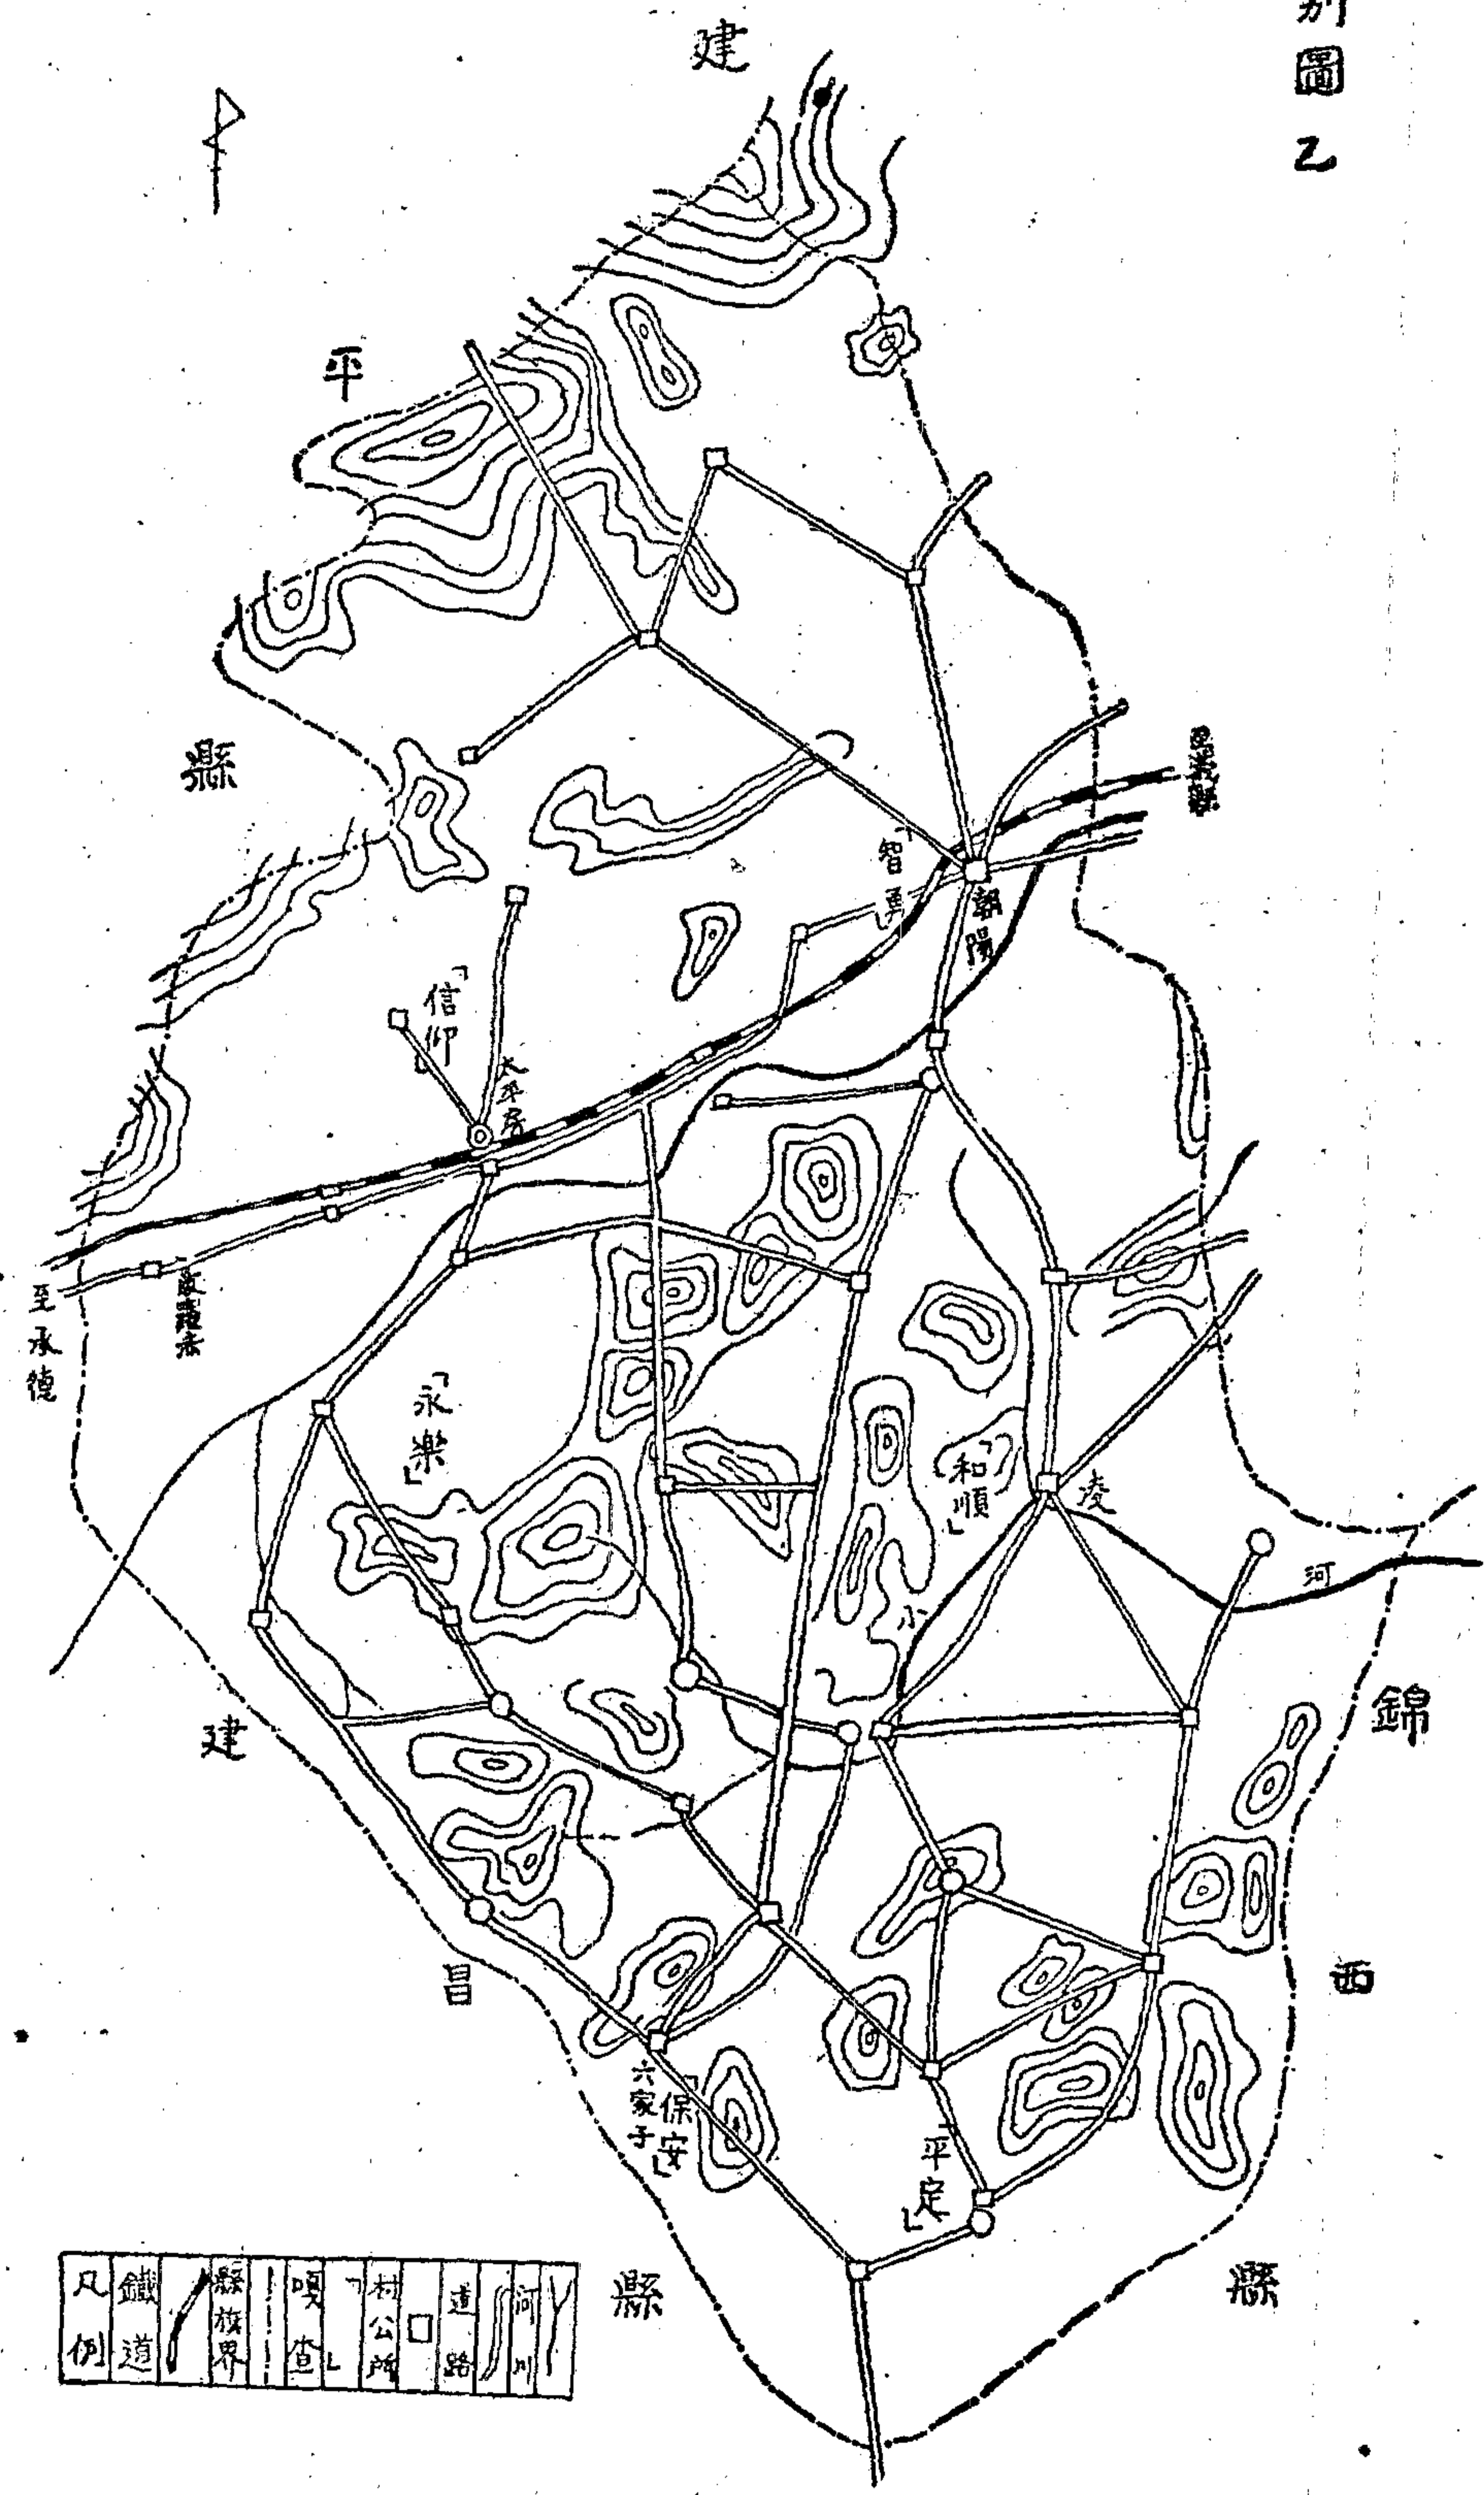 別圖乙
建
平
縣
「智勇」
朝陽
「信仰」
大平房
至承德
「永樂」
「和順」
凌
河
小
錦
西
縣
建
昌
縣
六家子
「保安」
「平定」
凡例
鐵道
縣旗界
嘎查
「」
村公所
道路
河川